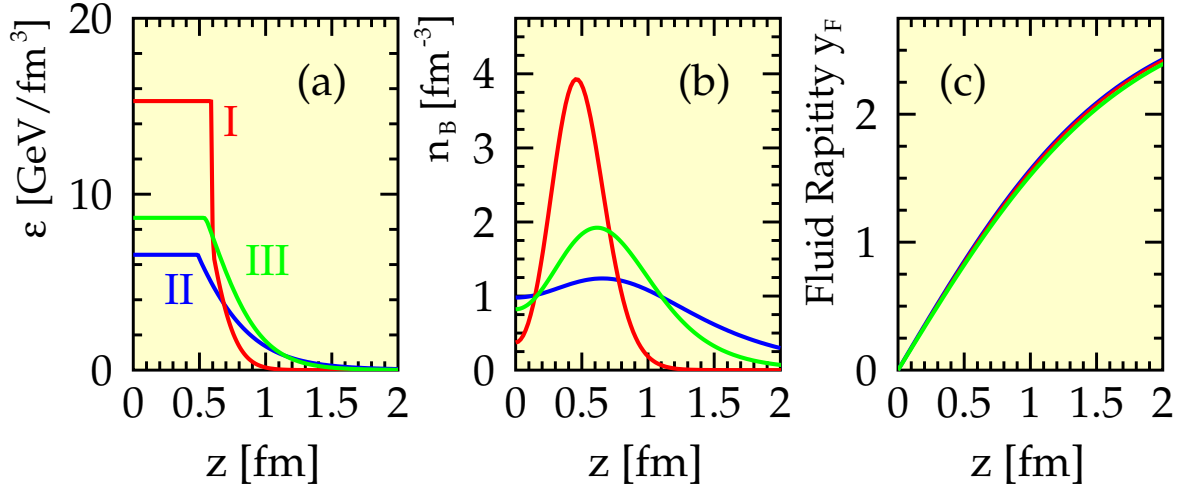 ε [GeV/fm³]
20
10
0
(a)
I
III
II
0 0.5 1 1.5 2
z [fm]
n_B [fm⁻³]
4
3
2
1
0
(b)
0 0.5 1 1.5 2
z [fm]
Fluid Rapitity y_F
2
1
0
(c)
0 0.5 1 1.5 2
z [fm]